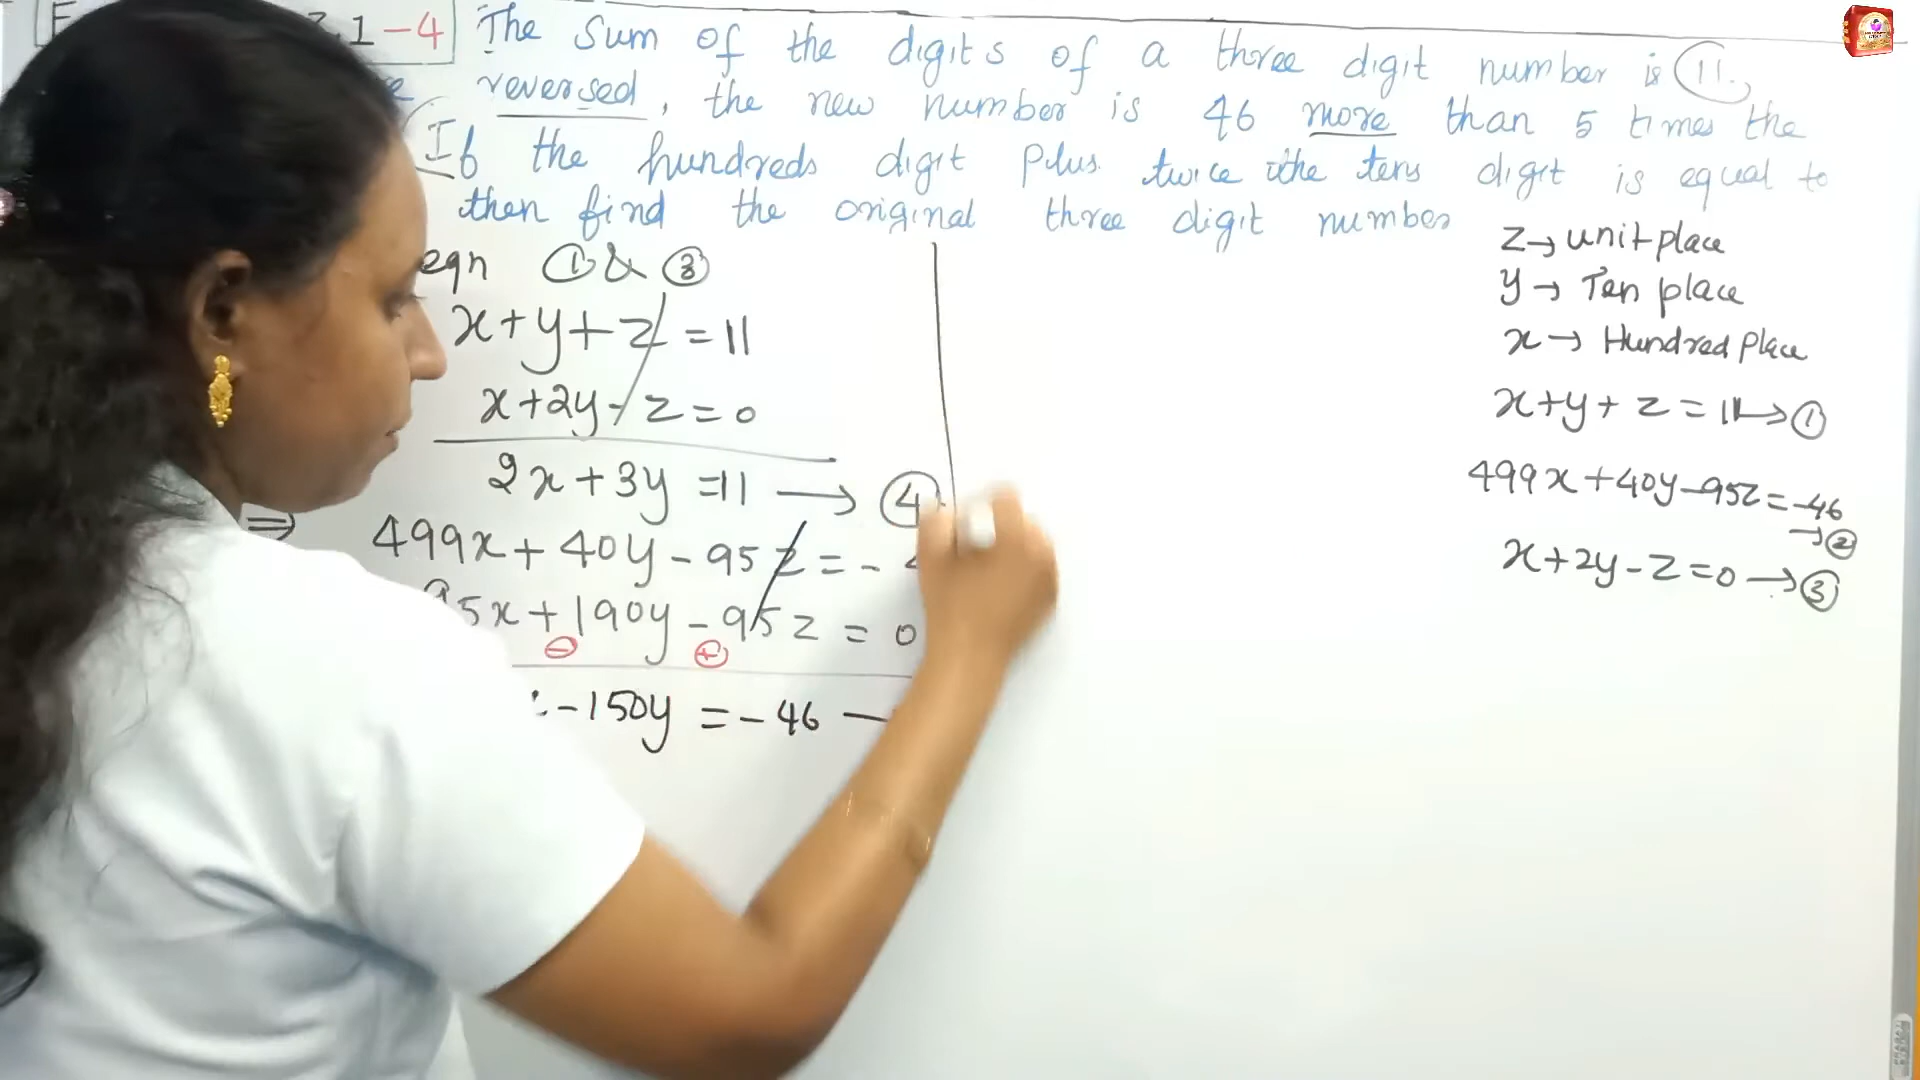 1-4 The Sum of the digits of a three digit number is 11.
reversed, the new number is 46 more than 5 times the
If the hundreds digit plus twice the tens digit is equal to
then find the original three digit number
eqn ① & ③
x+y+z=11
x+2y-z=0
2x+3y=11 → ④
⇒ 499x+40y-95z=-
95x+190y-95z=0
⊖ ⊕
-150y=-46
z→ unit place
y→ Ten place
x→ Hundred place
x+y+z=11→①
499x+40y-95z=-46
→②
x+2y-z=0→③